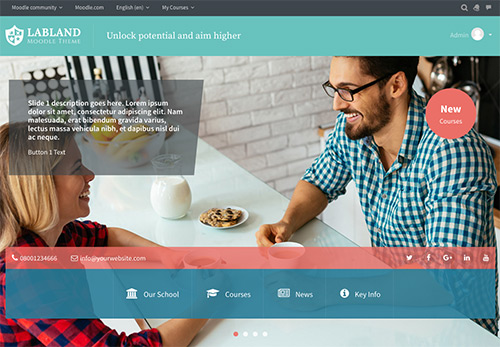 Moodle community Moodle.com English (en) My Courses
LABLAND
MOODLE THEME
Unlock potential and aim higher
Admin
Slide 1 description goes here. Lorem ipsum
dolor sit amet, consectetur adipiscing elit. Nam
malesuada, erat bibendum gravida varius,
lectus massa vehicula nibh, et dapibus nisl dui
ac neque.
Button 1 Text
New
Courses
08001234666 info@yourwebsite.com
Our School Courses News Key Info